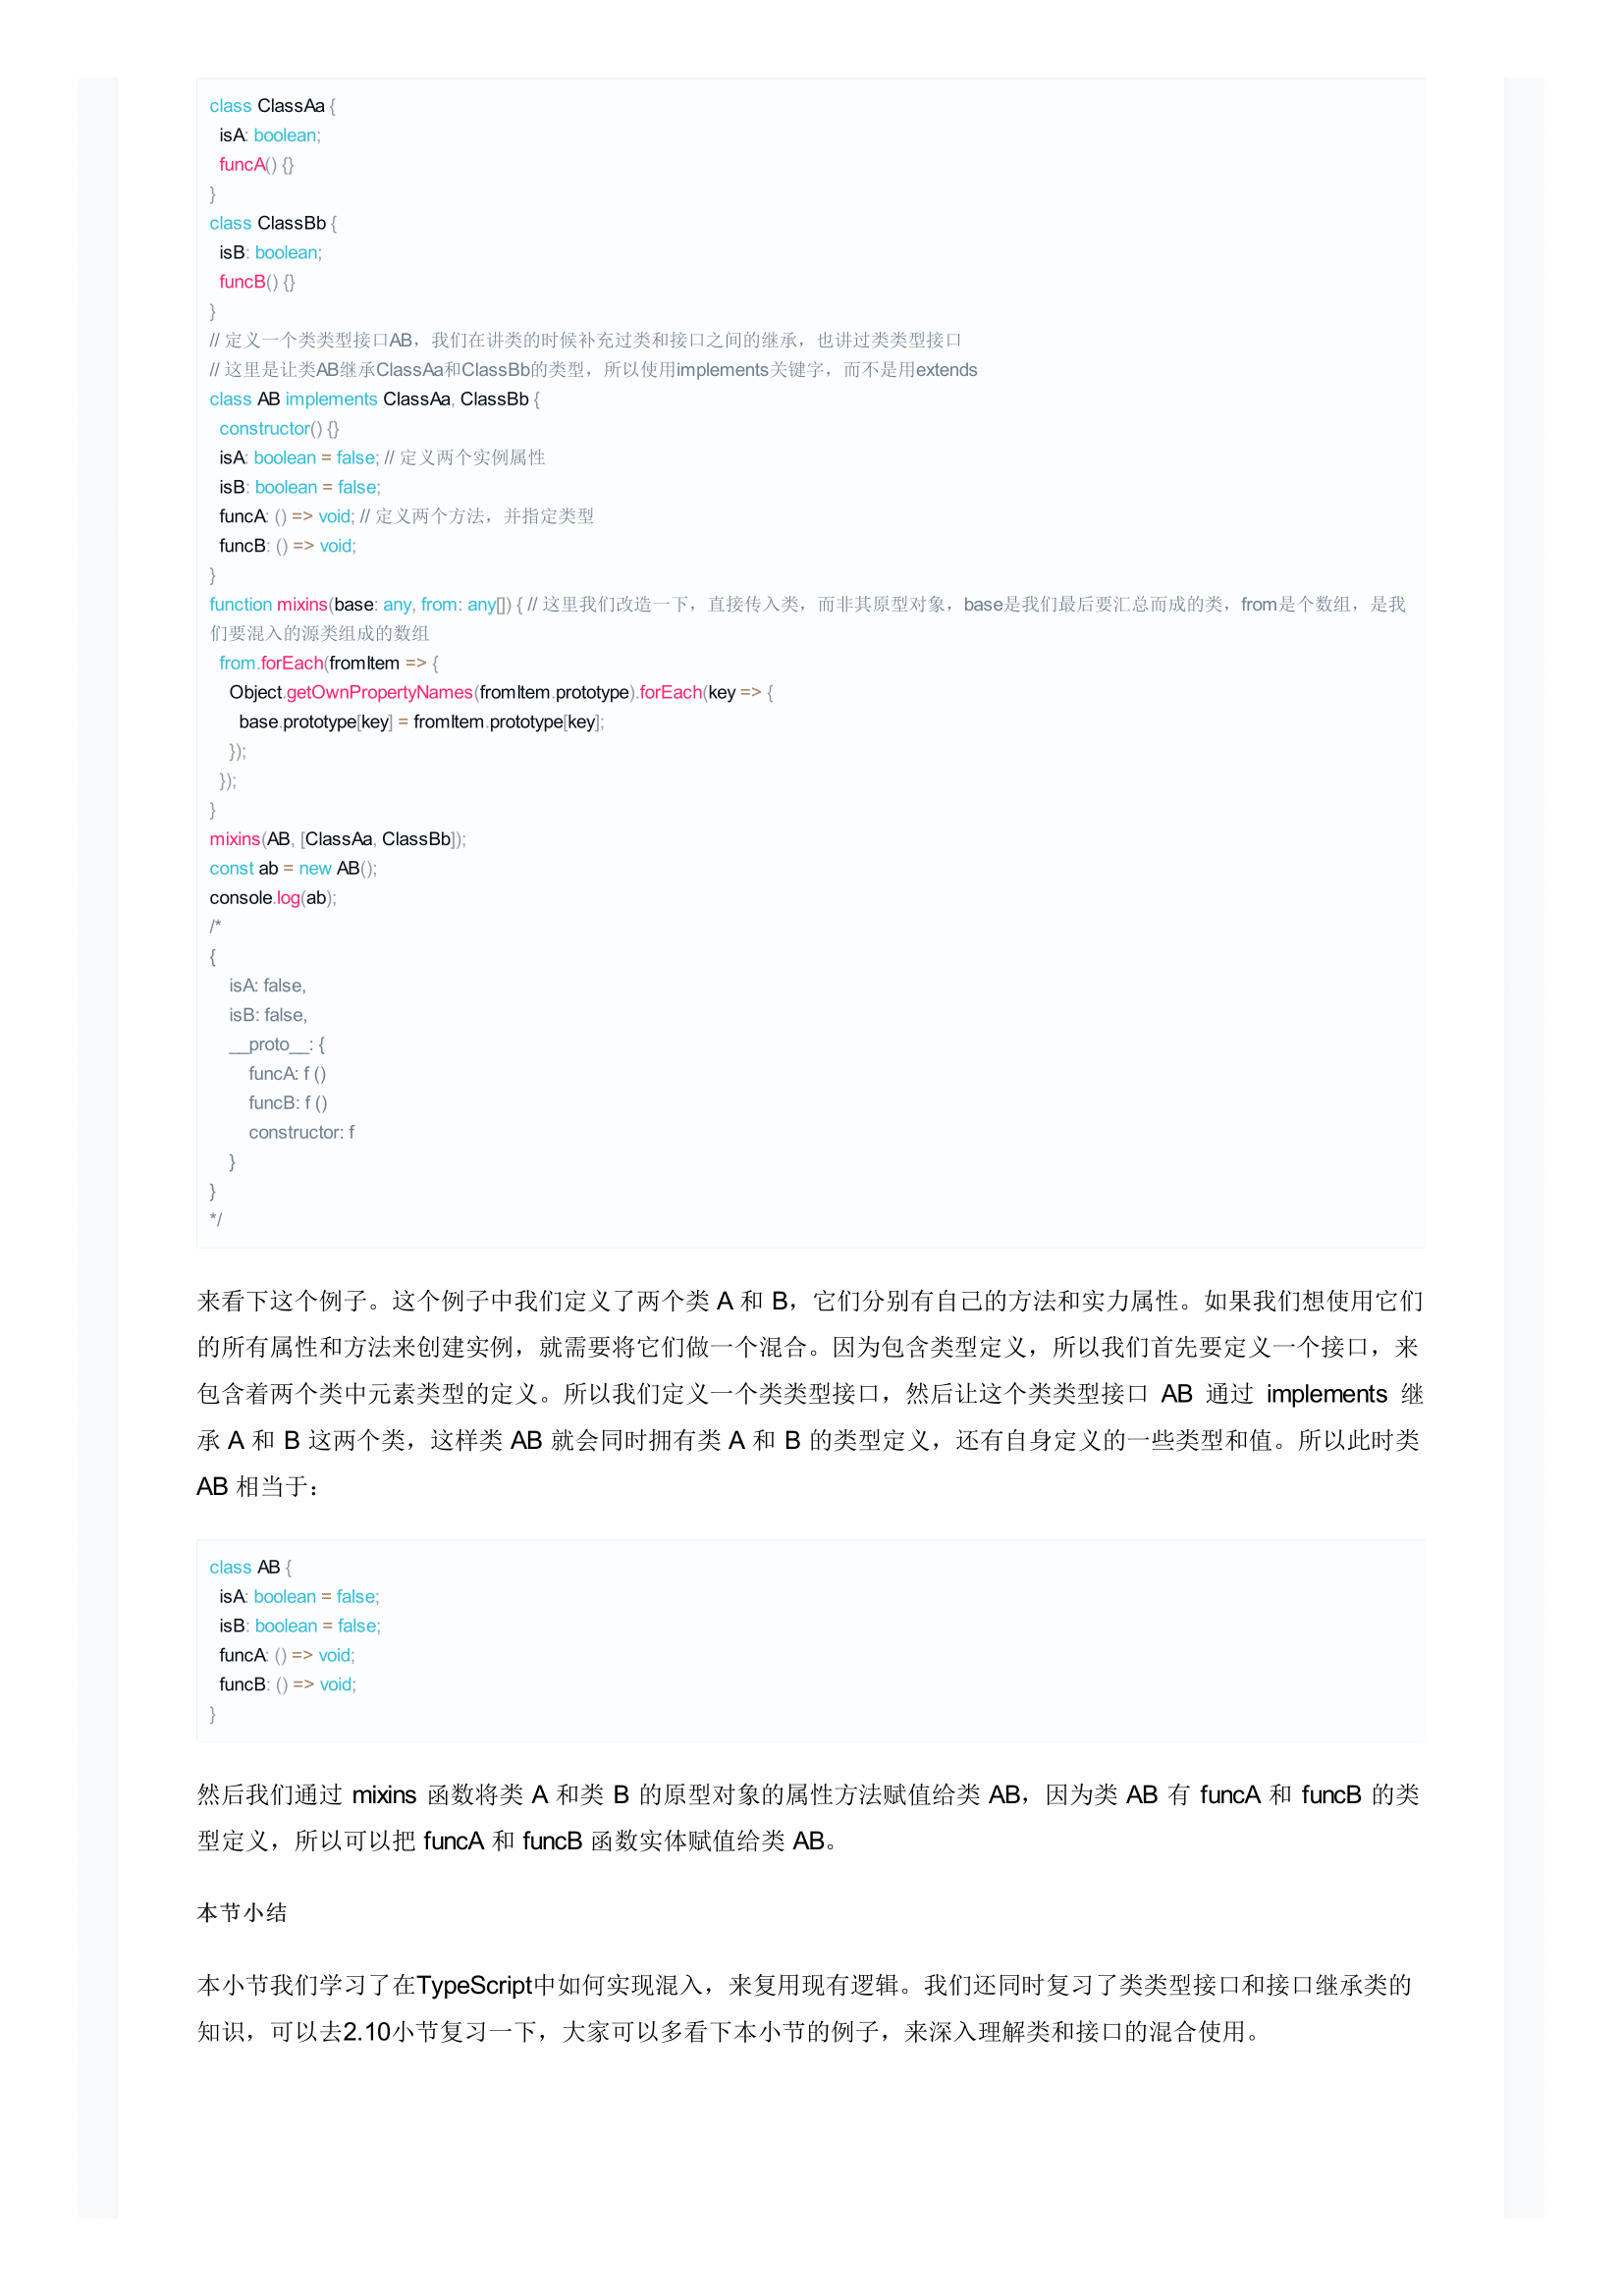 class ClassAa {
  isA: boolean;
  funcA() {}
}
class ClassBb {
  isB: boolean;
  funcB() {}
}
// 定义一个类类型接口AB，我们在讲类的时候补充过类和接口之间的继承，也讲过类类型接口
// 这里是让类AB继承ClassAa和ClassBb的类型，所以使用implements关键字，而不是用extends
class AB implements ClassAa, ClassBb {
  constructor() {}
  isA: boolean = false; // 定义两个实例属性
  isB: boolean = false;
  funcA: () => void; // 定义两个方法，并指定类型
  funcB: () => void;
}
function mixins(base: any, from: any[]) { // 这里我们改造一下，直接传入类，而非其原型对象，base是我们最后要汇总而成的类，from是个数组，是我
们要混入的源类组成的数组
  from.forEach(fromItem => {
    Object.getOwnPropertyNames(fromItem.prototype).forEach(key => {
      base.prototype[key] = fromItem.prototype[key];
    });
  });
}
mixins(AB, [ClassAa, ClassBb]);
const ab = new AB();
console.log(ab);
/*
{
    isA: false,
    isB: false,
    __proto__: {
        funcA: f ()
        funcB: f ()
        constructor: f
    }
}
*/
来看下这个例子。这个例子中我们定义了两个类 A 和 B，它们分别有自己的方法和实力属性。如果我们想使用它们
的所有属性和方法来创建实例，就需要将它们做一个混合。因为包含类型定义，所以我们首先要定义一个接口，来
包含着两个类中元素类型的定义。所以我们定义一个类类型接口，然后让这个类类型接口 AB 通过 implements 继
承 A 和 B 这两个类，这样类 AB 就会同时拥有类 A 和 B 的类型定义，还有自身定义的一些类型和值。所以此时类
AB 相当于：
class AB {
  isA: boolean = false;
  isB: boolean = false;
  funcA: () => void;
  funcB: () => void;
}
然后我们通过 mixins 函数将类 A 和类 B 的原型对象的属性方法赋值给类 AB，因为类 AB 有 funcA 和 funcB 的类
型定义，所以可以把 funcA 和 funcB 函数实体赋值给类 AB。
本节小结
本小节我们学习了在TypeScript中如何实现混入，来复用现有逻辑。我们还同时复习了类类型接口和接口继承类的
知识，可以去2.10小节复习一下，大家可以多看下本小节的例子，来深入理解类和接口的混合使用。